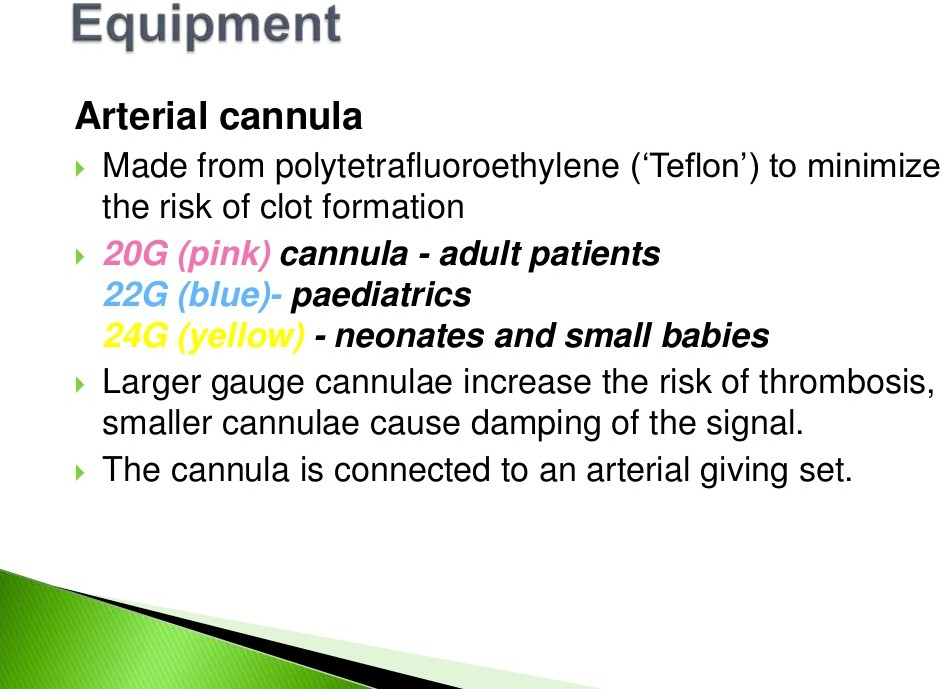 Equipment
Arterial cannula
Made from polytetrafluoroethylene (‘Teflon’) to minimize
the risk of clot formation
20G (pink) cannula - adult patients
22G (blue)- paediatrics
24G (yellow) - neonates and small babies
Larger gauge cannulae increase the risk of thrombosis,
smaller cannulae cause damping of the signal.
The cannula is connected to an arterial giving set.